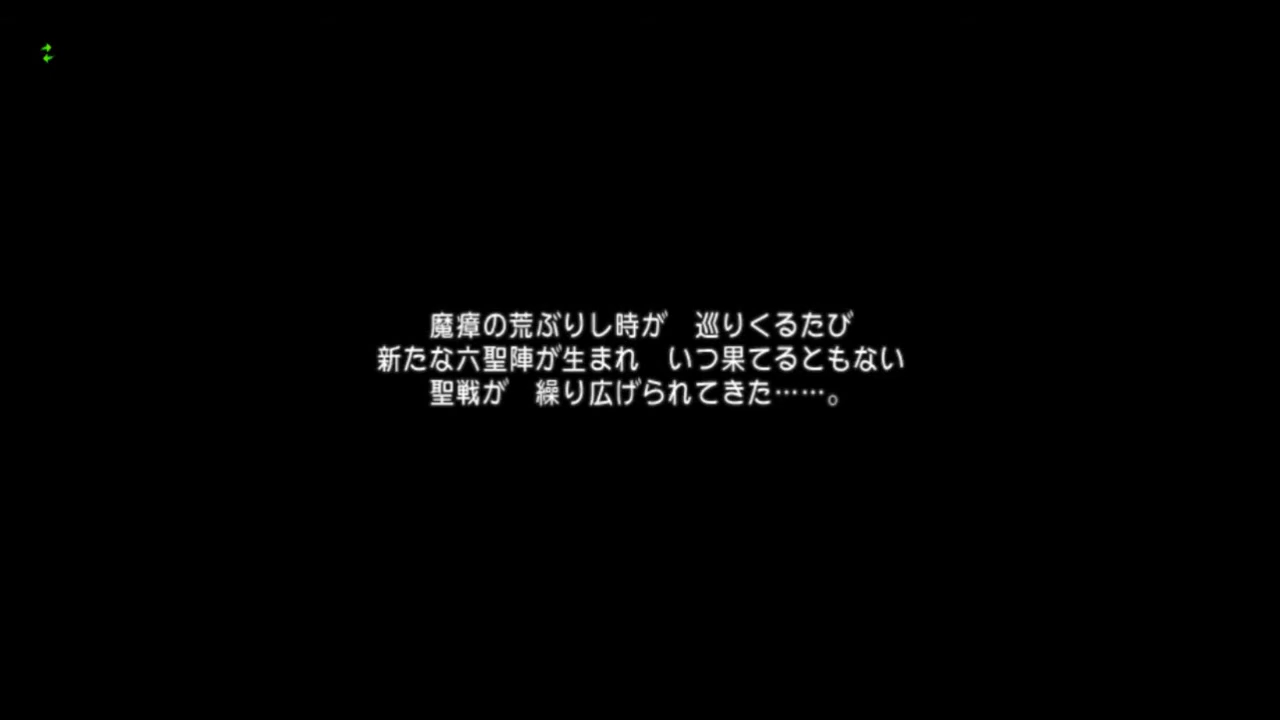 魔瘴の荒ぶりし時が　巡りくるたび
新たな六聖陣が生まれ　いつ果てるともない
聖戦が　繰り広げられてきた……。